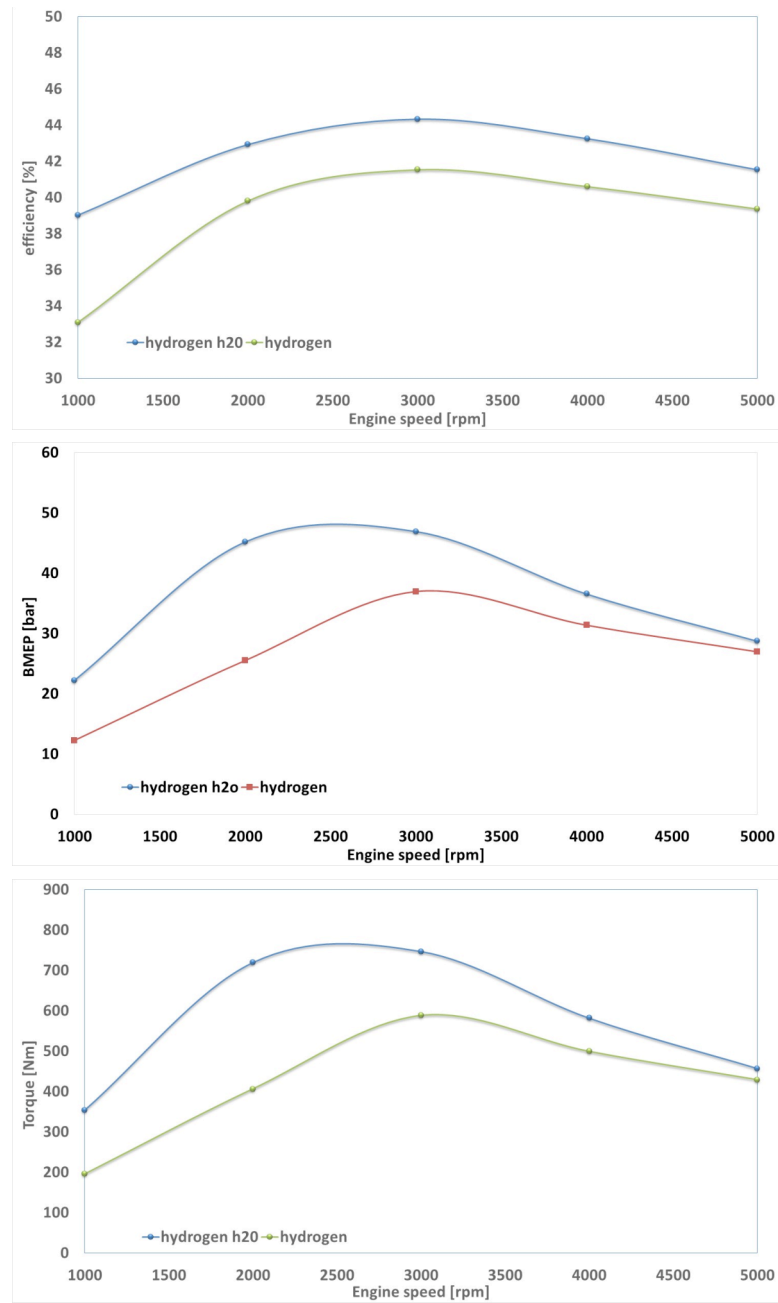 50
48
46
44
42
40
38
36
34
32
30
efficiency [%]
hydrogen h20 hydrogen
1000 1500 2000 2500 3000 3500 4000 4500 5000
Engine speed [rpm]
60
50
40
30
20
10
0
BMEP [bar]
hydrogen h2o hydrogen
1000 1500 2000 2500 3000 3500 4000 4500 5000
Engine speed [rpm]
900
800
700
600
500
400
300
200
100
0
Torque [Nm]
hydrogen h20 hydrogen
1000 1500 2000 2500 3000 3500 4000 4500 5000
Engine speed [rpm]